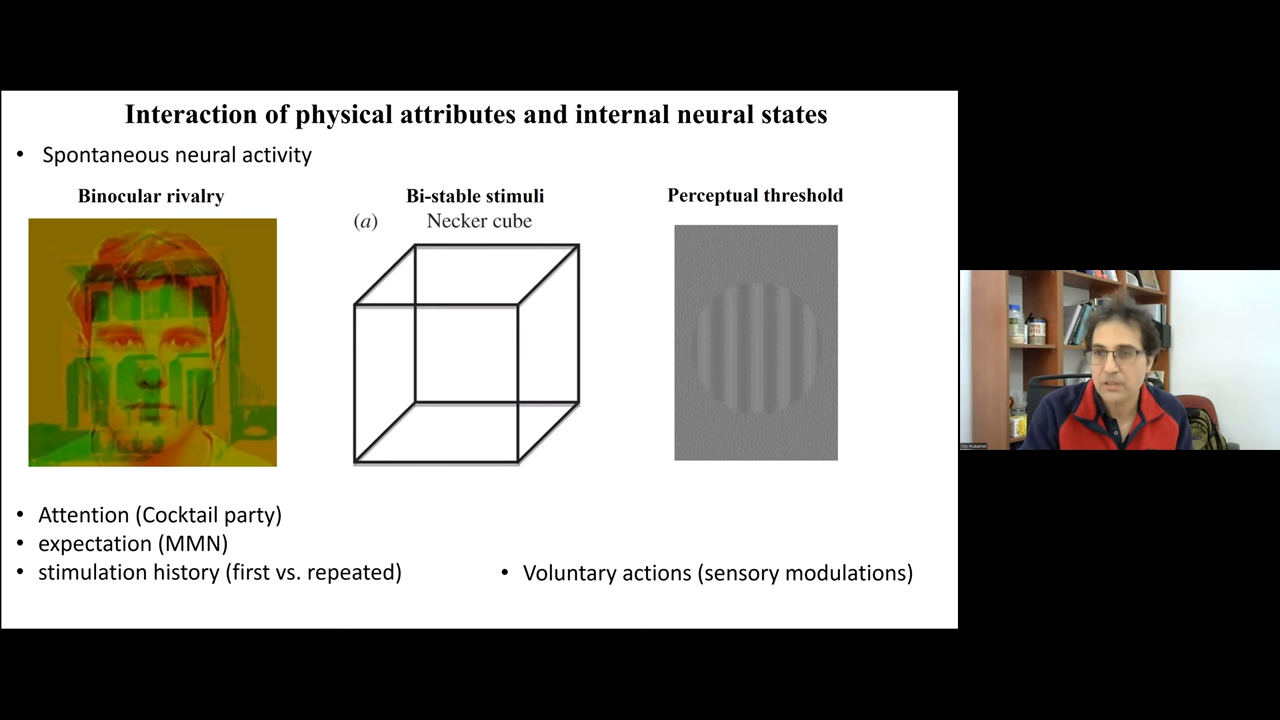 Interaction of physical attributes and internal neural states
• Spontaneous neural activity
Binocular rivalry
Bi-stable stimuli
Perceptual threshold
(a) Necker cube
• Attention (Cocktail party)
• expectation (MMN)
• stimulation history (first vs. repeated)
• Voluntary actions (sensory modulations)